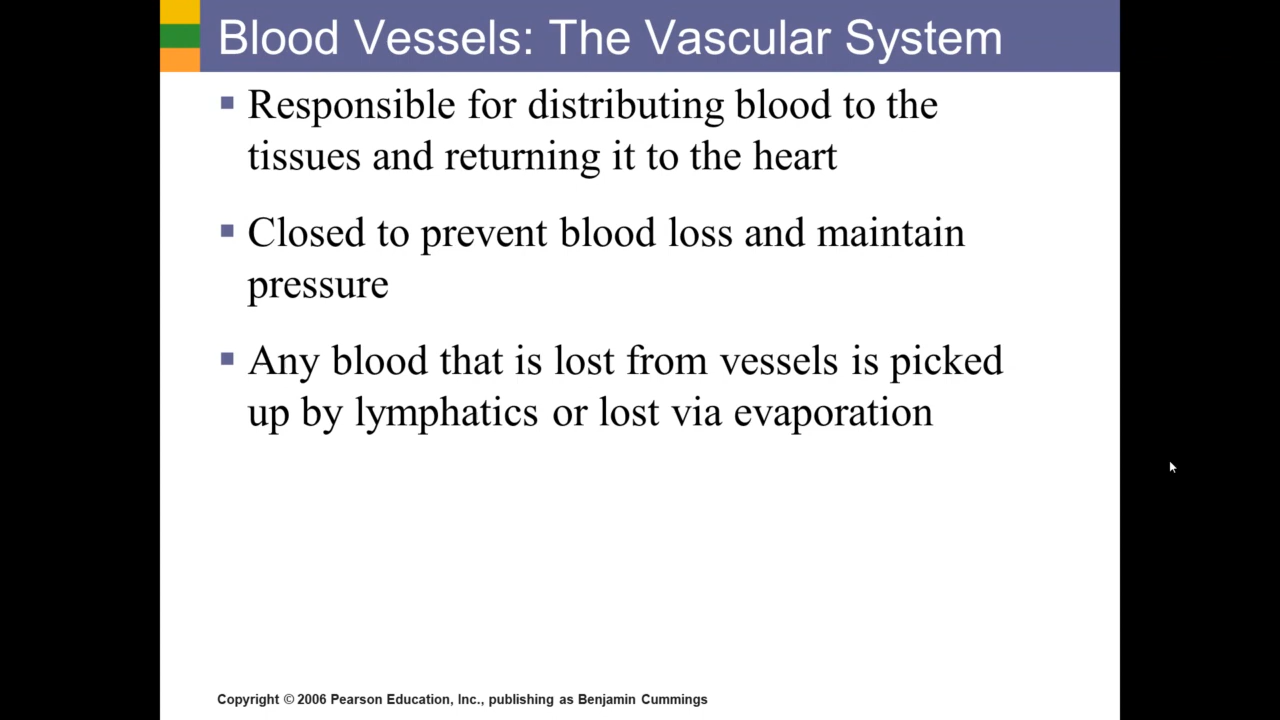 Blood Vessels: The Vascular System
▪ Responsible for distributing blood to the
tissues and returning it to the heart
▪ Closed to prevent blood loss and maintain
pressure
▪ Any blood that is lost from vessels is picked
up by lymphatics or lost via evaporation
Copyright © 2006 Pearson Education, Inc., publishing as Benjamin Cummings